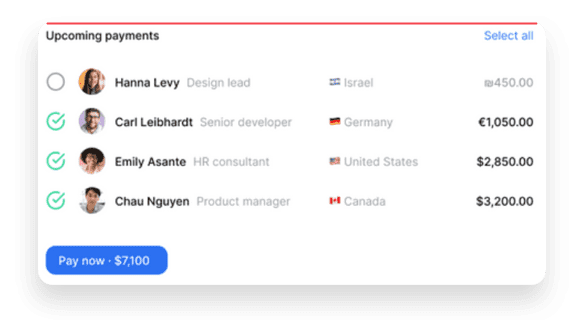 Upcoming payments Select all
Hanna Levy Design lead Israel ₪450.00
Carl Leibhardt Senior developer Germany €1,050.00
Emily Asante HR consultant United States $2,850.00
Chau Nguyen Product manager Canada $3,200.00
Pay now · $7,100